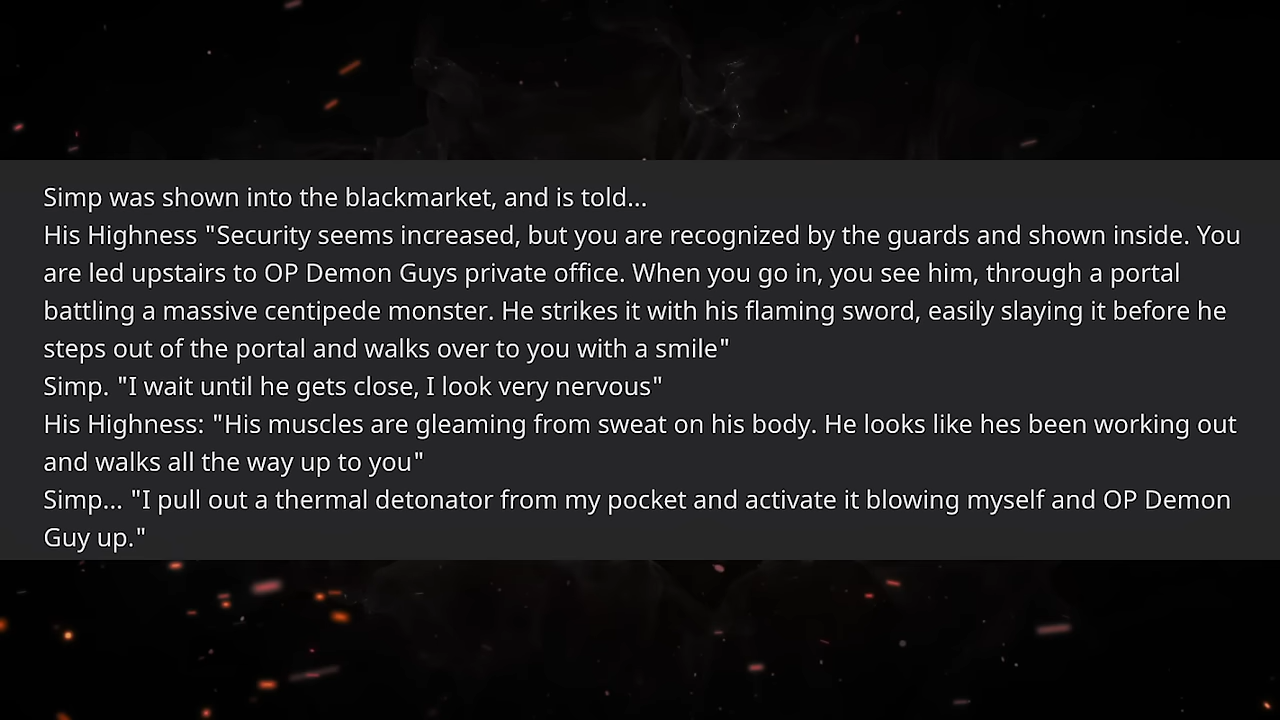 Simp was shown into the blackmarket, and is told...
His Highness "Security seems increased, but you are recognized by the guards and shown inside. You
are led upstairs to OP Demon Guys private office. When you go in, you see him, through a portal
battling a massive centipede monster. He strikes it with his flaming sword, easily slaying it before he
steps out of the portal and walks over to you with a smile"
Simp. "I wait until he gets close, I look very nervous"
His Highness: "His muscles are gleaming from sweat on his body. He looks like hes been working out
and walks all the way up to you"
Simp... "I pull out a thermal detonator from my pocket and activate it blowing myself and OP Demon
Guy up."